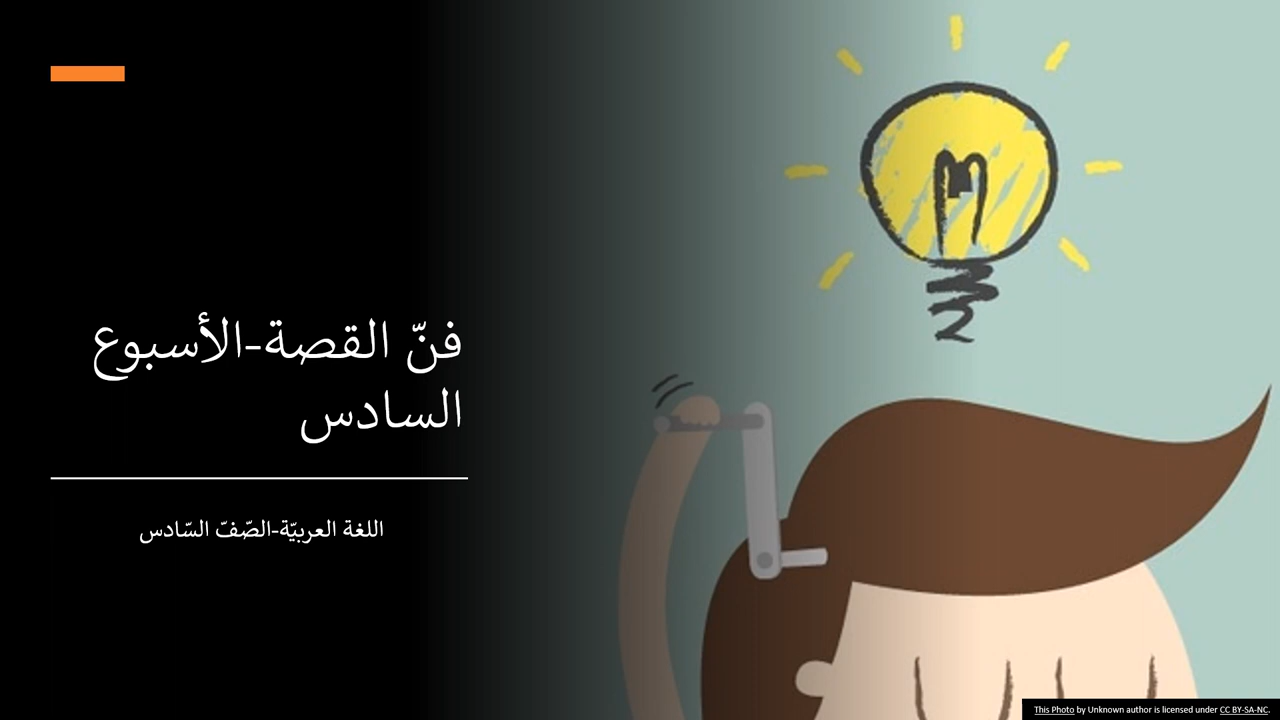 فنّ القصة-الأسبوع
السادس
اللغة العربيّة-الصّفّ السّادس
This Photo by Unknown author is licensed under CC BY-SA-NC.